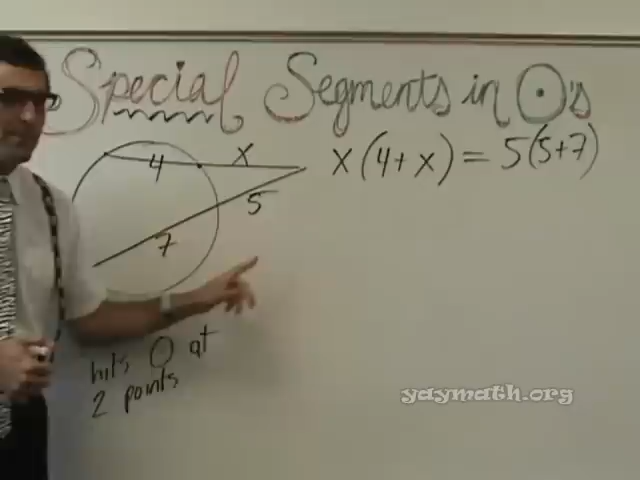 Special Segments in ⊙'s
4 x
x(4+x) = 5(5+7)
5
7
hits O at
2 points
yaymath.org